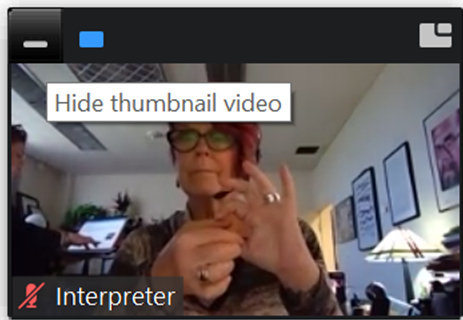 Hide thumbnail video
Interpreter